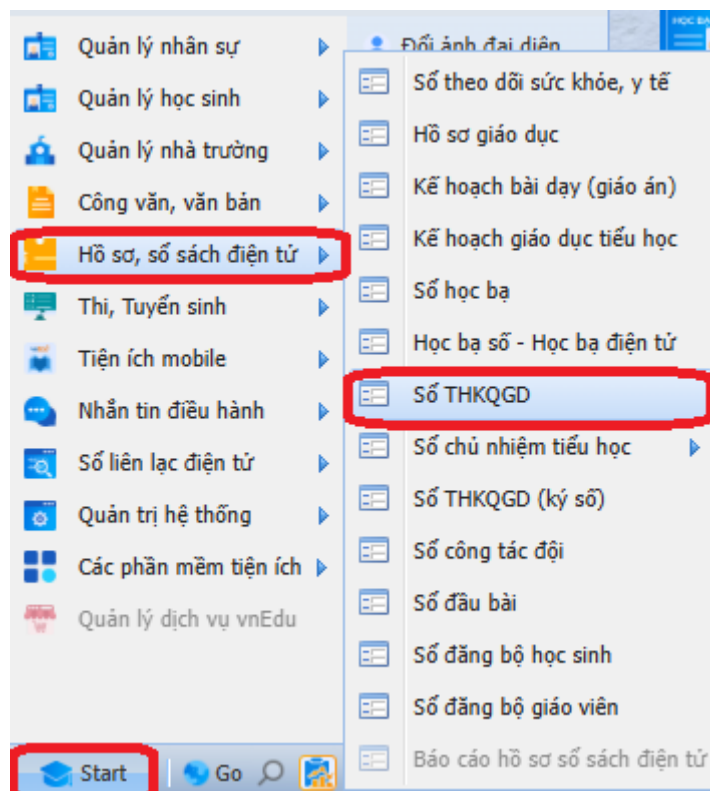 Quản lý nhân sự
Quản lý học sinh
Quản lý nhà trường
Công văn, văn bản
Hồ sơ, sổ sách điện tử
Thi, Tuyển sinh
Tiện ích mobile
Nhắn tin điều hành
Sổ liên lạc điện tử
Quản trị hệ thống
Các phần mềm tiện ích
Quản lý dịch vụ vnEdu
Đổi ảnh đại diện
HỌC BẠ
Sổ theo dõi sức khỏe, y tế
Hồ sơ giáo dục
Kế hoạch bài dạy (giáo án)
Kế hoạch giáo dục tiểu học
Sổ học bạ
Học bạ số - Học bạ điện tử
Sổ THKQGD
Sổ chủ nhiệm tiểu học
Sổ THKQGD (ký số)
Sổ công tác đội
Sổ đầu bài
Sổ đăng bộ học sinh
Sổ đăng bộ giáo viên
Báo cáo hồ sơ sổ sách điện tử
Start
Go